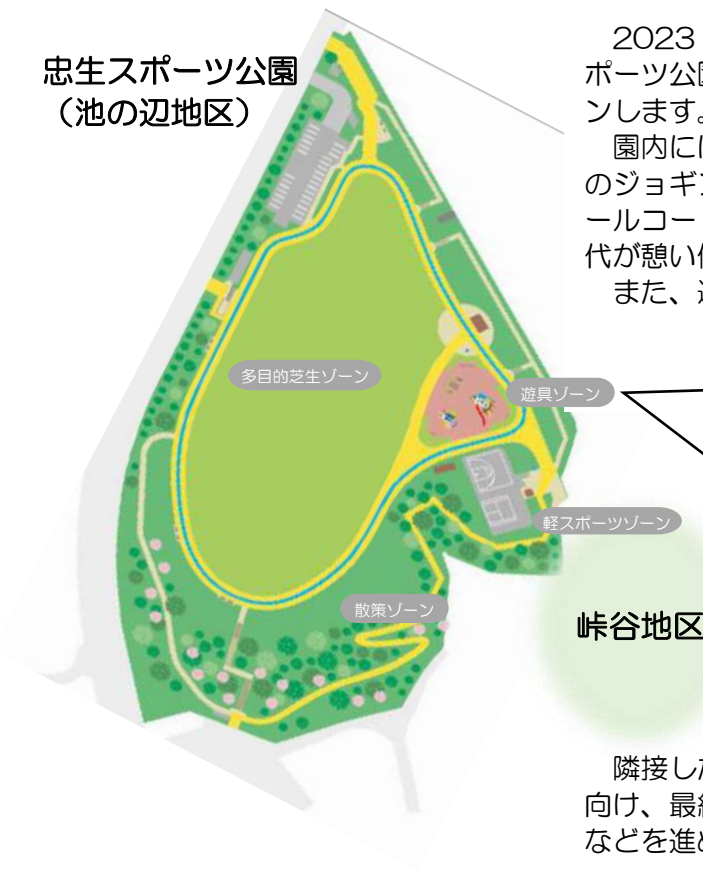 忠生スポーツ公園
（池の辺地区）
2023
ポーツ公園
ンします。
園内には
のジョギン
ールコー
代が憩い
また、
多目的芝生ゾーン
遊具ゾーン
軽スポーツゾーン
散策ゾーン
峠谷地区
隣接した
向け、最終
などを進め